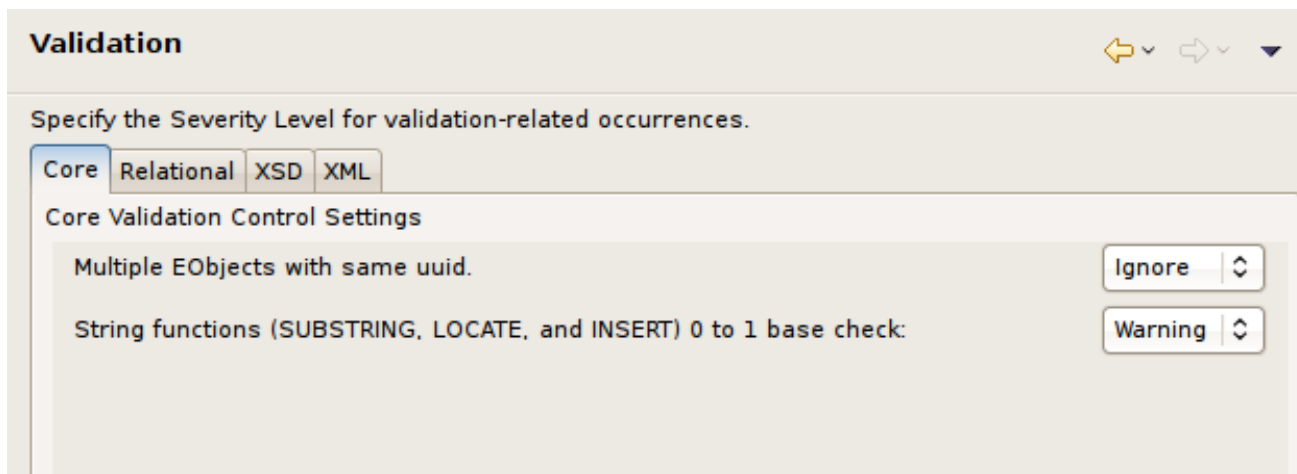 Validation
Specify the Severity Level for validation-related occurrences.
Core Relational XSD XML
Core Validation Control Settings
Multiple EObjects with same uuid. Ignore
String functions (SUBSTRING, LOCATE, and INSERT) 0 to 1 base check: Warning